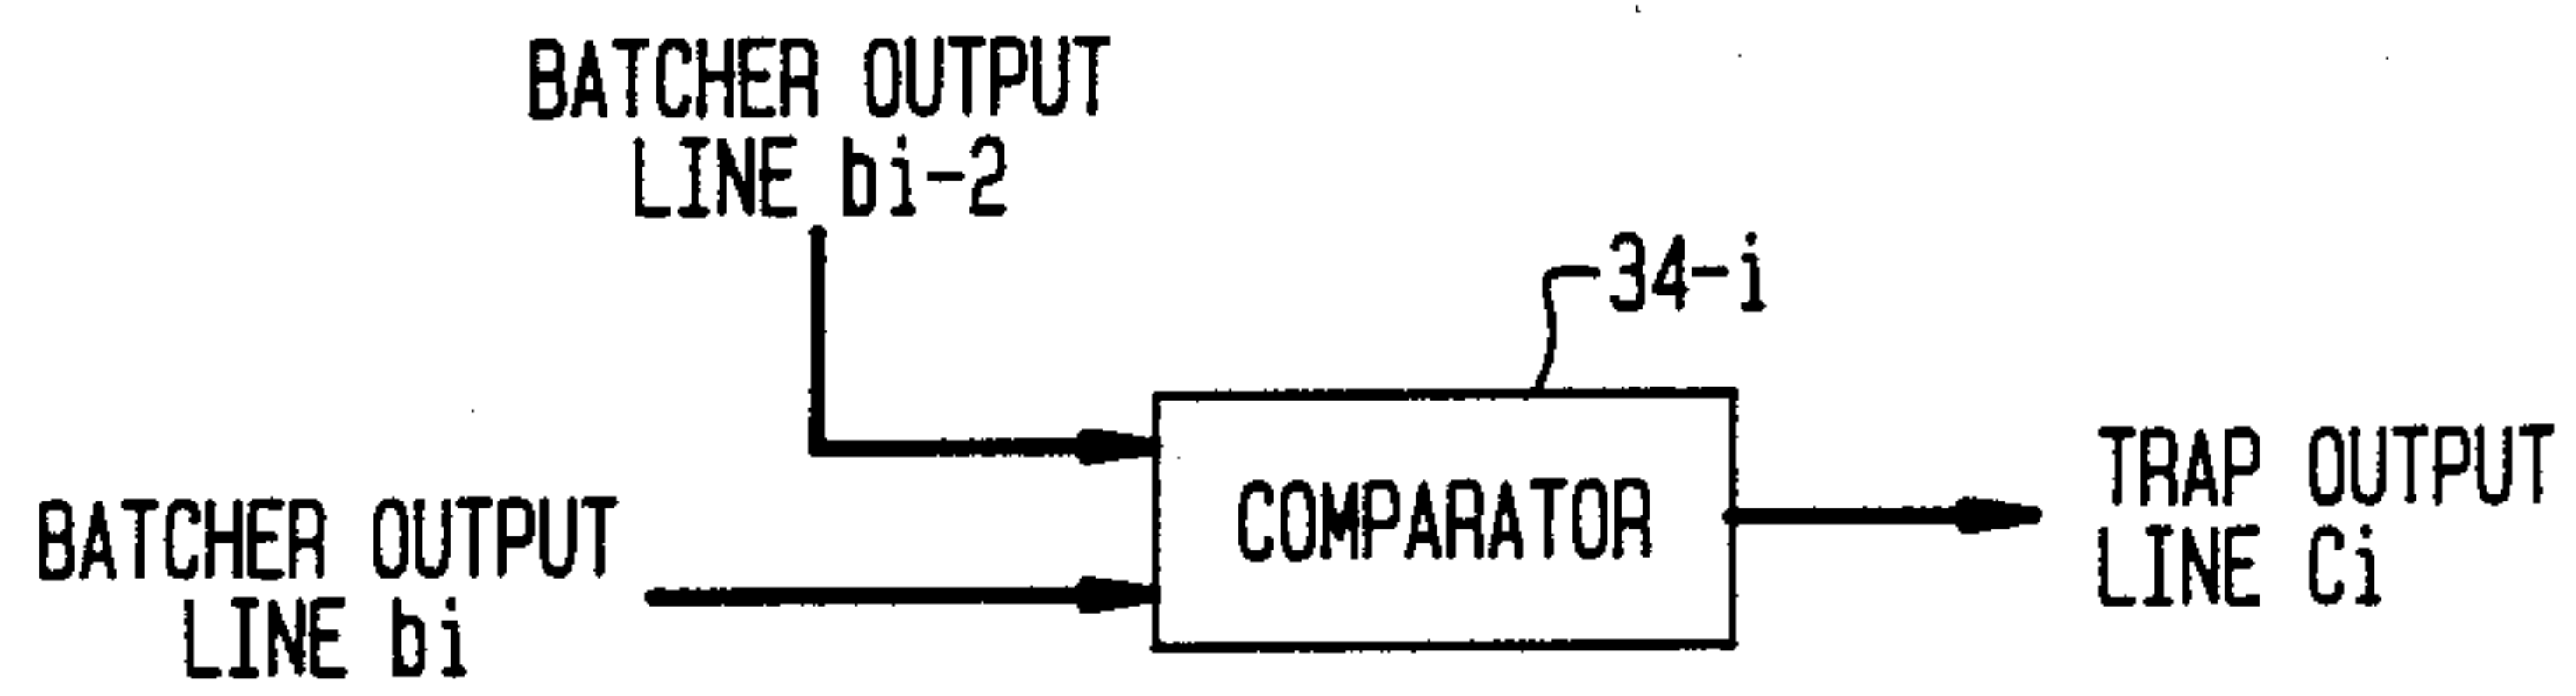 BATCHER OUTPUT
LINE bi-2
34-i
BATCHER OUTPUT
LINE bi
COMPARATOR
TRAP OUTPUT
LINE Ci